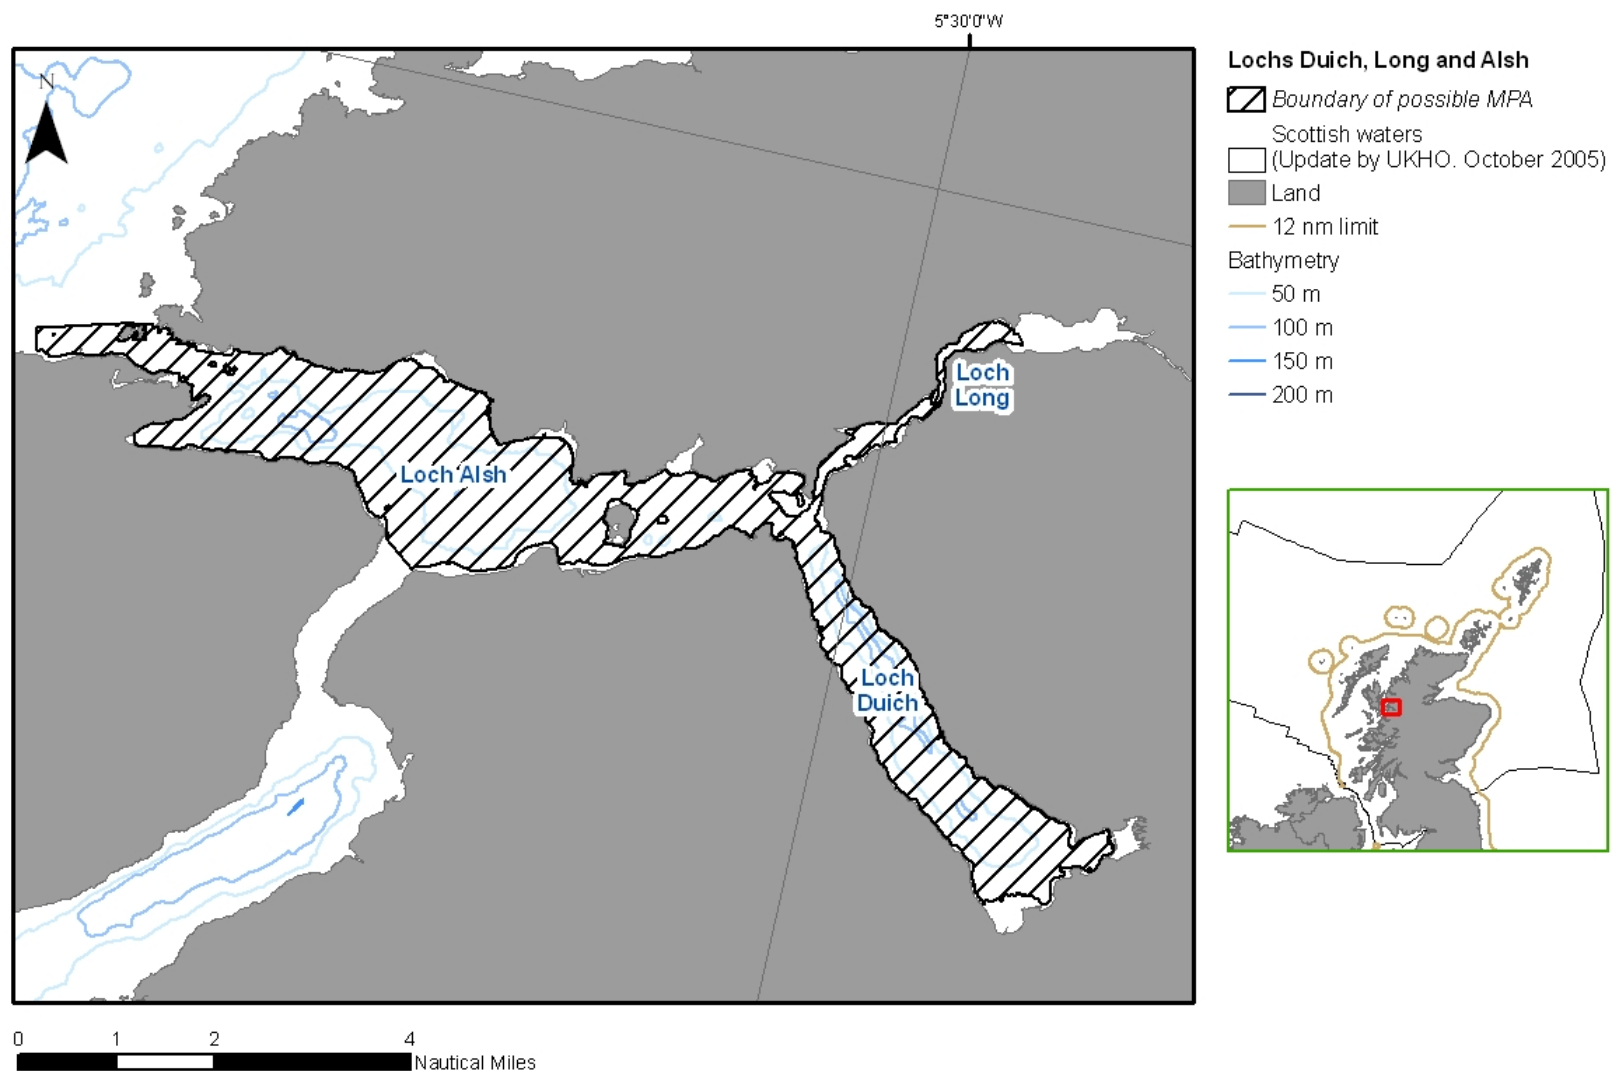 5°30'0"W
N
Loch
Long
Loch Alsh
Loch
Duich
0 1 2 4
Nautical Miles
Lochs Duich, Long and Alsh
Boundary of possible MPA
Scottish waters
(Update by UKHO. October 2005)
Land
12 nm limit
Bathymetry
50 m
100 m
150 m
200 m